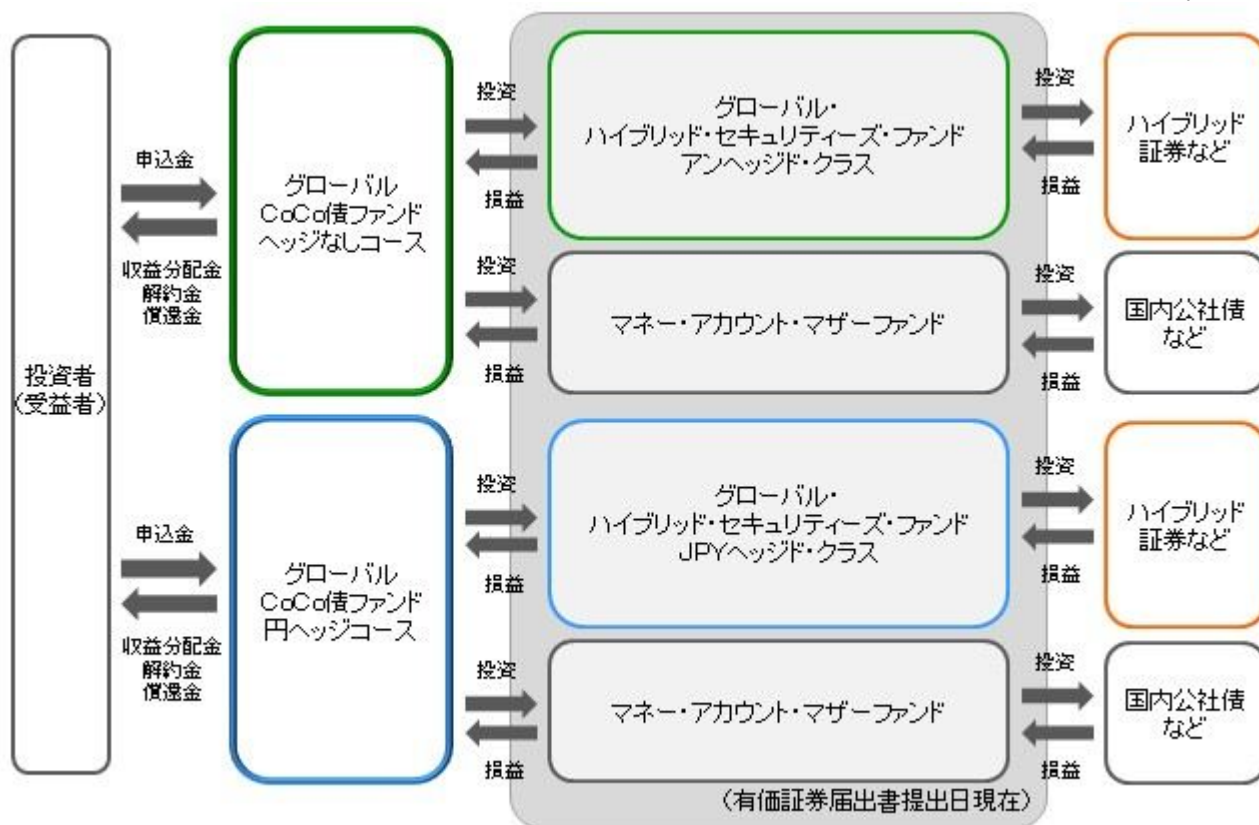 投資者
(受益者)
申込金
収益分配金
解約金
償還金
グローバル
CoCo債ファンド
ヘッジなしコース
投資
損益
グローバル・
ハイブリッド・セキュリティーズ・ファンド
アンヘッジド・クラス
投資
損益
ハイブリッド
証券など
投資
損益
マネー・アカウント・マザーファンド
投資
損益
国内公社債
など
申込金
収益分配金
解約金
償還金
グローバル
CoCo債ファンド
円ヘッジコース
投資
損益
グローバル・
ハイブリッド・セキュリティーズ・ファンド
JPYヘッジド・クラス
投資
損益
ハイブリッド
証券など
投資
損益
マネー・アカウント・マザーファンド
投資
損益
国内公社債
など
(有価証券届出書提出日現在)